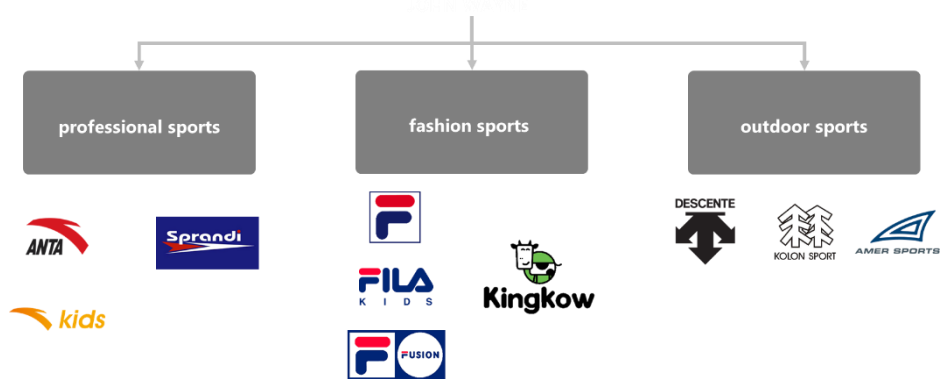 professional sports
fashion sports
outdoor sports
ANTA
Sprandi
kids
F
FILA
KIDS
F FUSION
Kingkow
DESCENTE
KOLON SPORT
AMER SPORTS